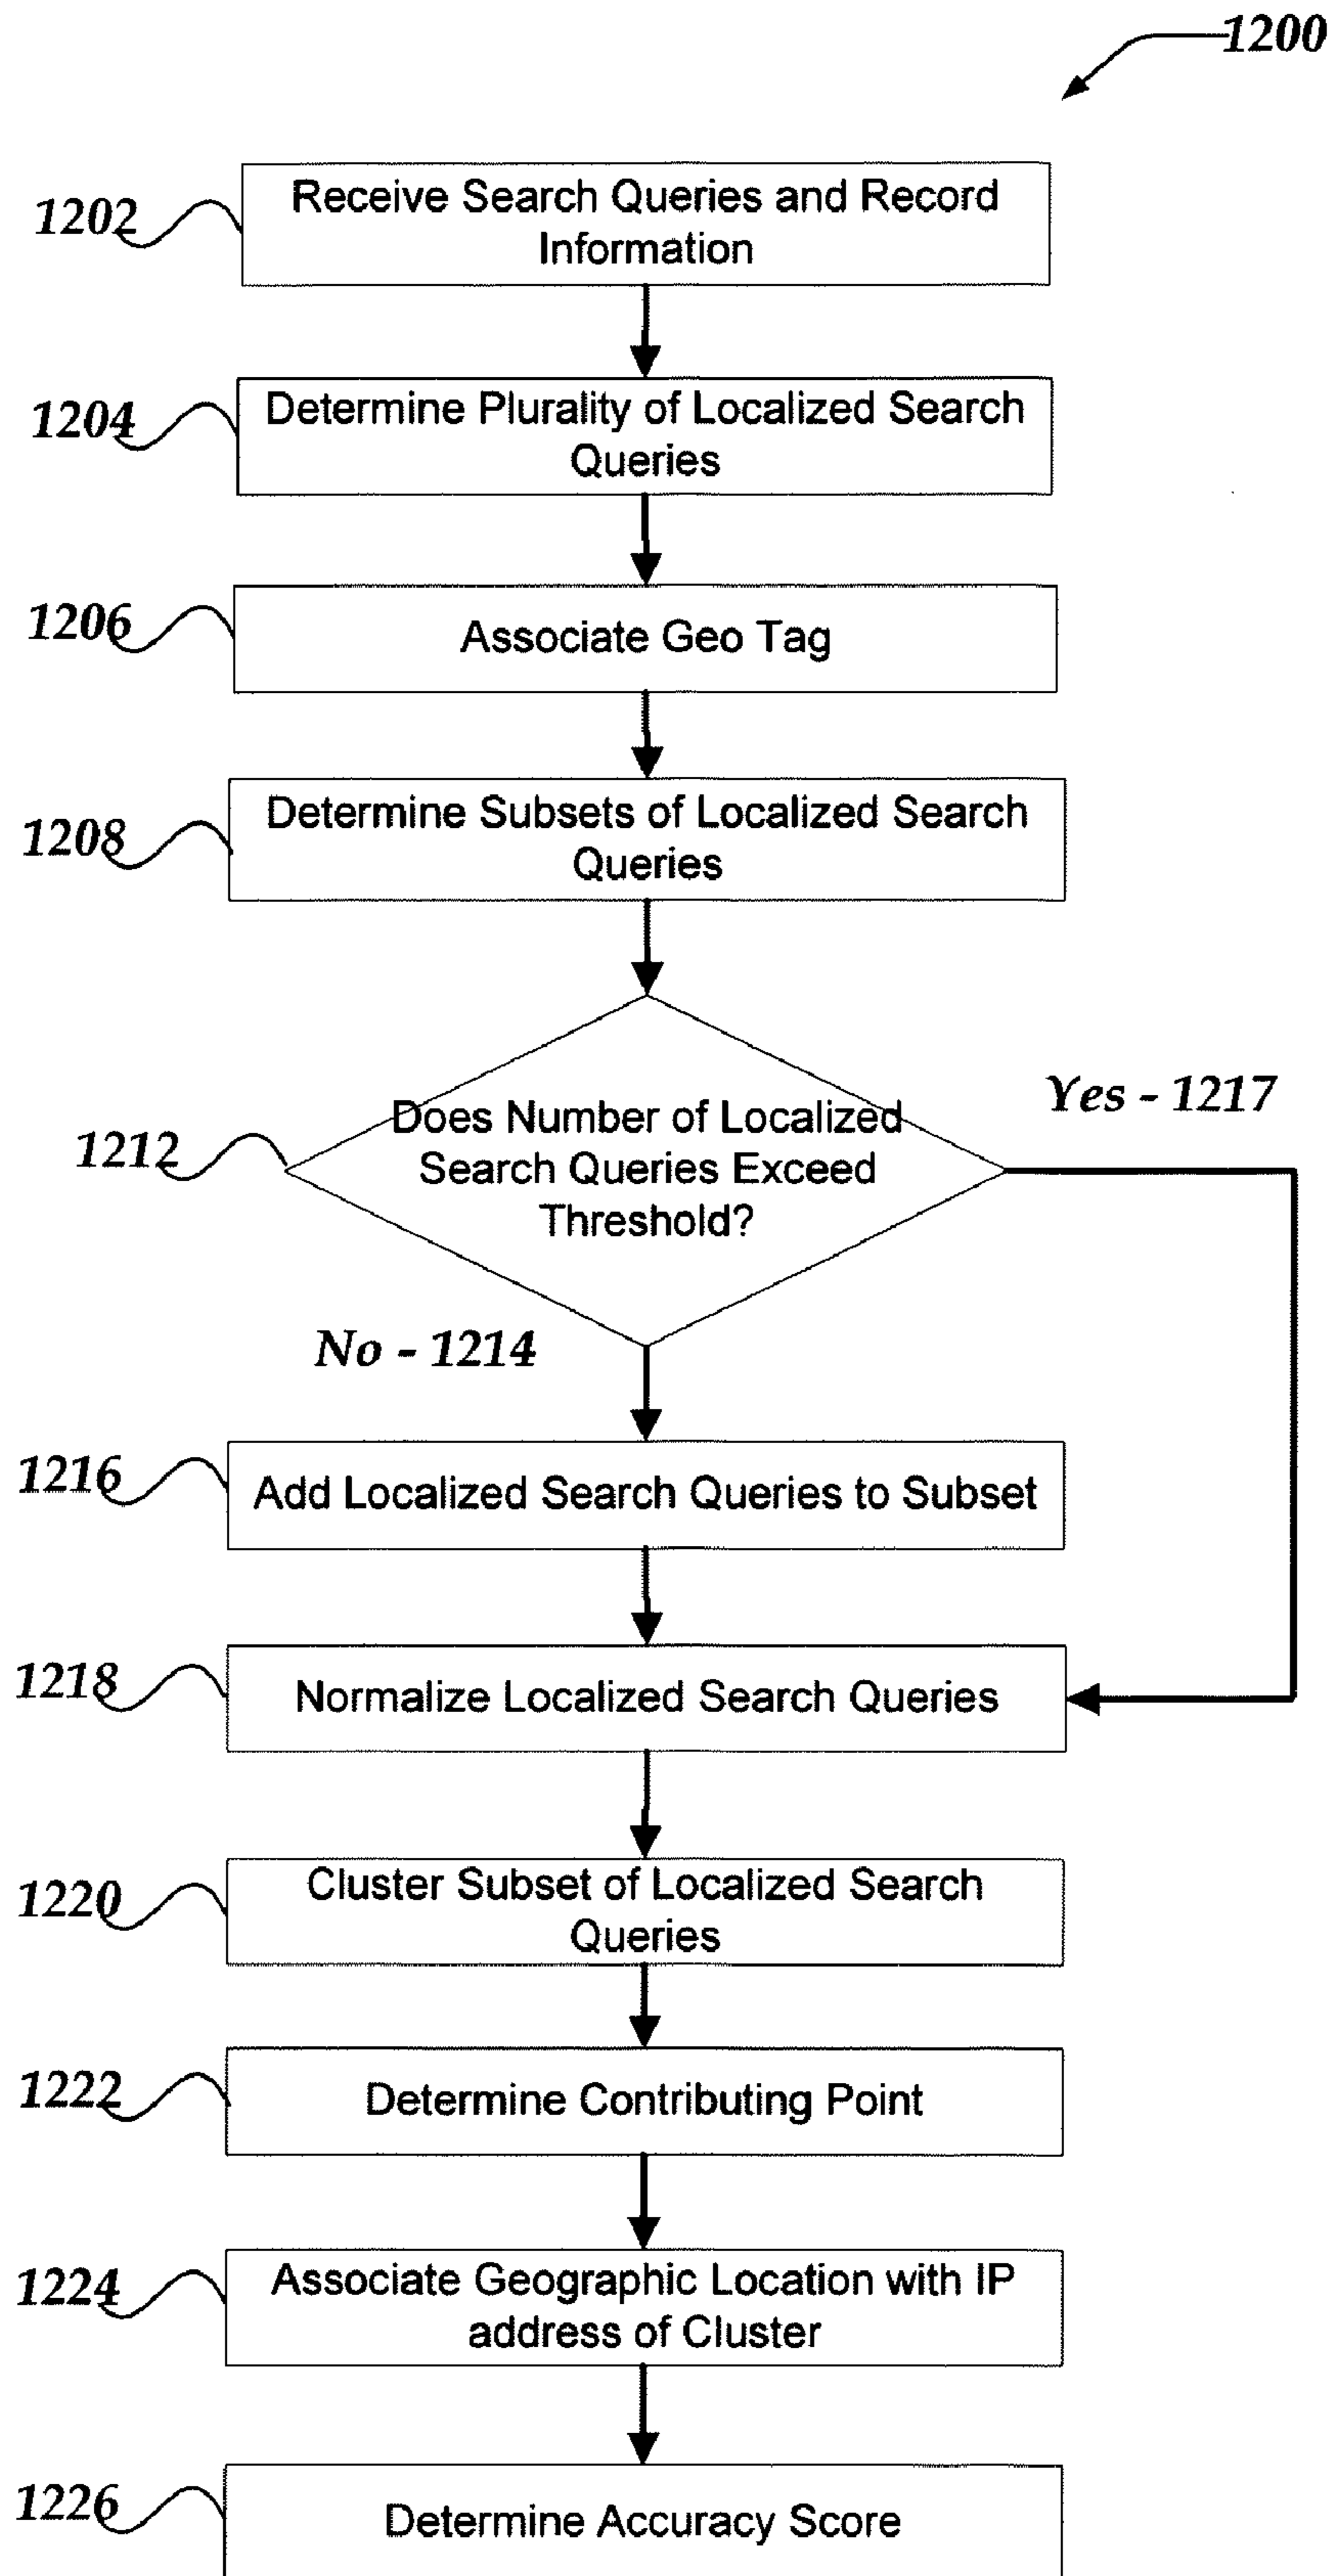 1200
1202
Receive Search Queries and Record
Information
1204
Determine Plurality of Localized Search
Queries
1206
Associate Geo Tag
1208
Determine Subsets of Localized Search
Queries
1212
Does Number of Localized
Search Queries Exceed
Threshold?
Yes - 1217
No - 1214
1216
Add Localized Search Queries to Subset
1218
Normalize Localized Search Queries
1220
Cluster Subset of Localized Search
Queries
1222
Determine Contributing Point
1224
Associate Geographic Location with IP
address of Cluster
1226
Determine Accuracy Score